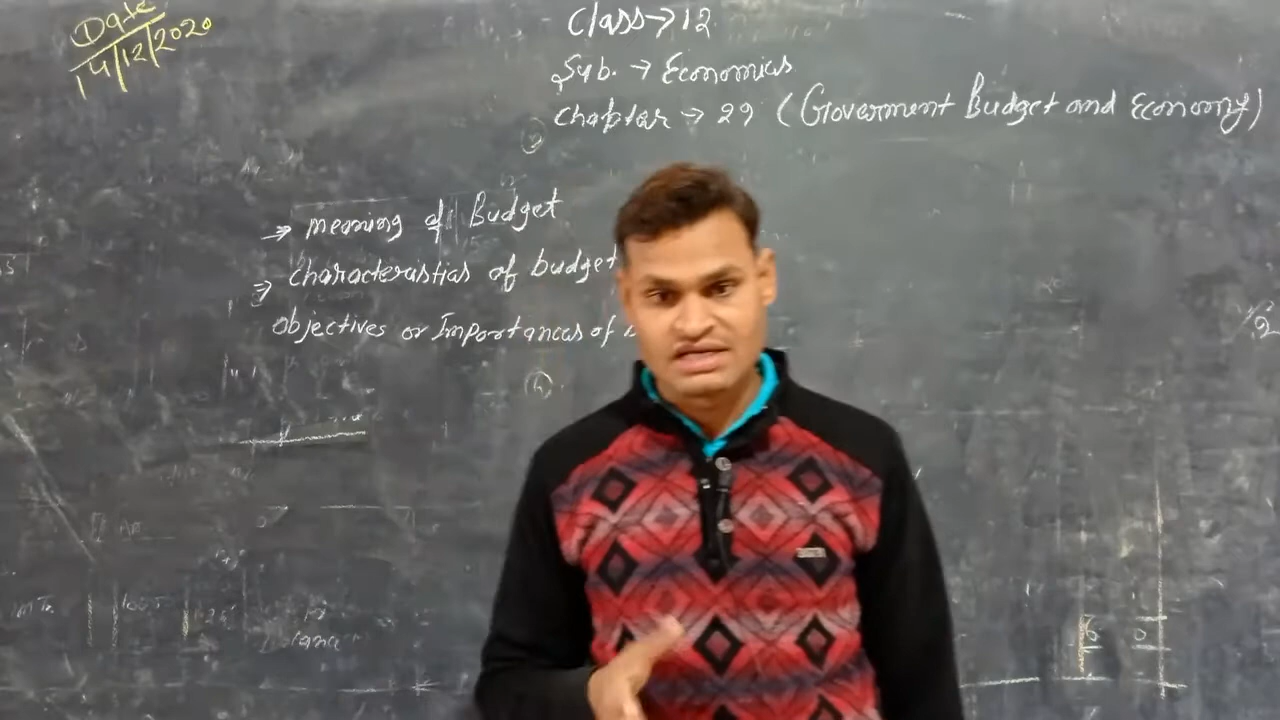 Date
14/12/2020
Class → 12
Sub. → Economics
Chapter → 29 (Goverment Budget and Economy)
→ meaning of Budget
→ characteristics of budget
Objectives or Importances of